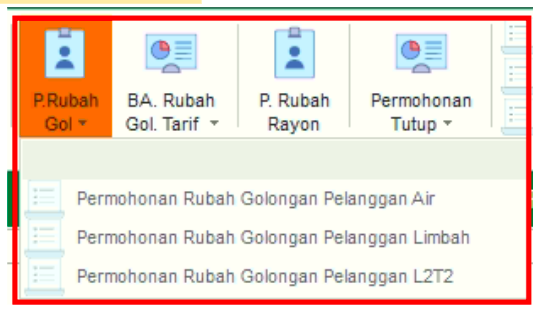 P.Rubah
Gol
BA. Rubah
Gol. Tarif
P. Rubah
Rayon
Permohonan
Tutup
Permohonan Rubah Golongan Pelanggan Air
Permohonan Rubah Golongan Pelanggan Limbah
Permohonan Rubah Golongan Pelanggan L2T2